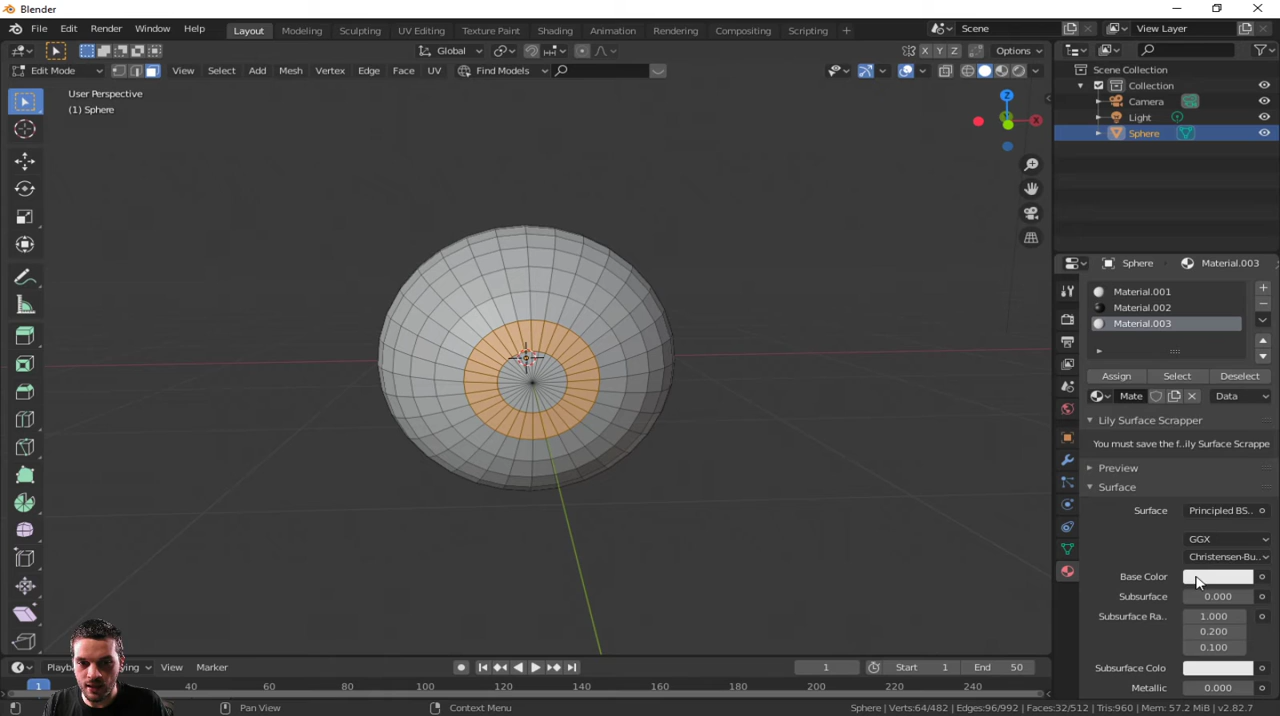 Blender
File Edit Render Window Help Layout Modeling Sculpting UV Editing Texture Paint Shading Animation Rendering Compositing Scripting + Scene View Layer
Global X Y Z Options
Edit Mode View Select Add Mesh Vertex Edge Face UV Find Models
User Perspective
(1) Sphere
Z
X
Scene Collection
Collection
Camera
Light
Sphere
Sphere Material.003
Material.001
Material.002
Material.003
Assign Select Deselect
Mate Data
Lily Surface Scrapper
You must save the f..ily Surface Scrappe
Preview
Surface
Surface Principled BS..
GGX
Christensen-Bu..
Base Color
Subsurface 0.000
Subsurface Ra.. 1.000
0.200
0.100
Subsurface Colo
Metallic 0.000
Playba View Marker 1 Start 1 End 50
1 40 80 100 120 140 160 180 200 220 240
Pan View Context Menu Sphere | Verts:64/482 | Edges:96/992 | Faces:32/512 | Tris:960 | Mem: 57.2 MiB | v2.82.7